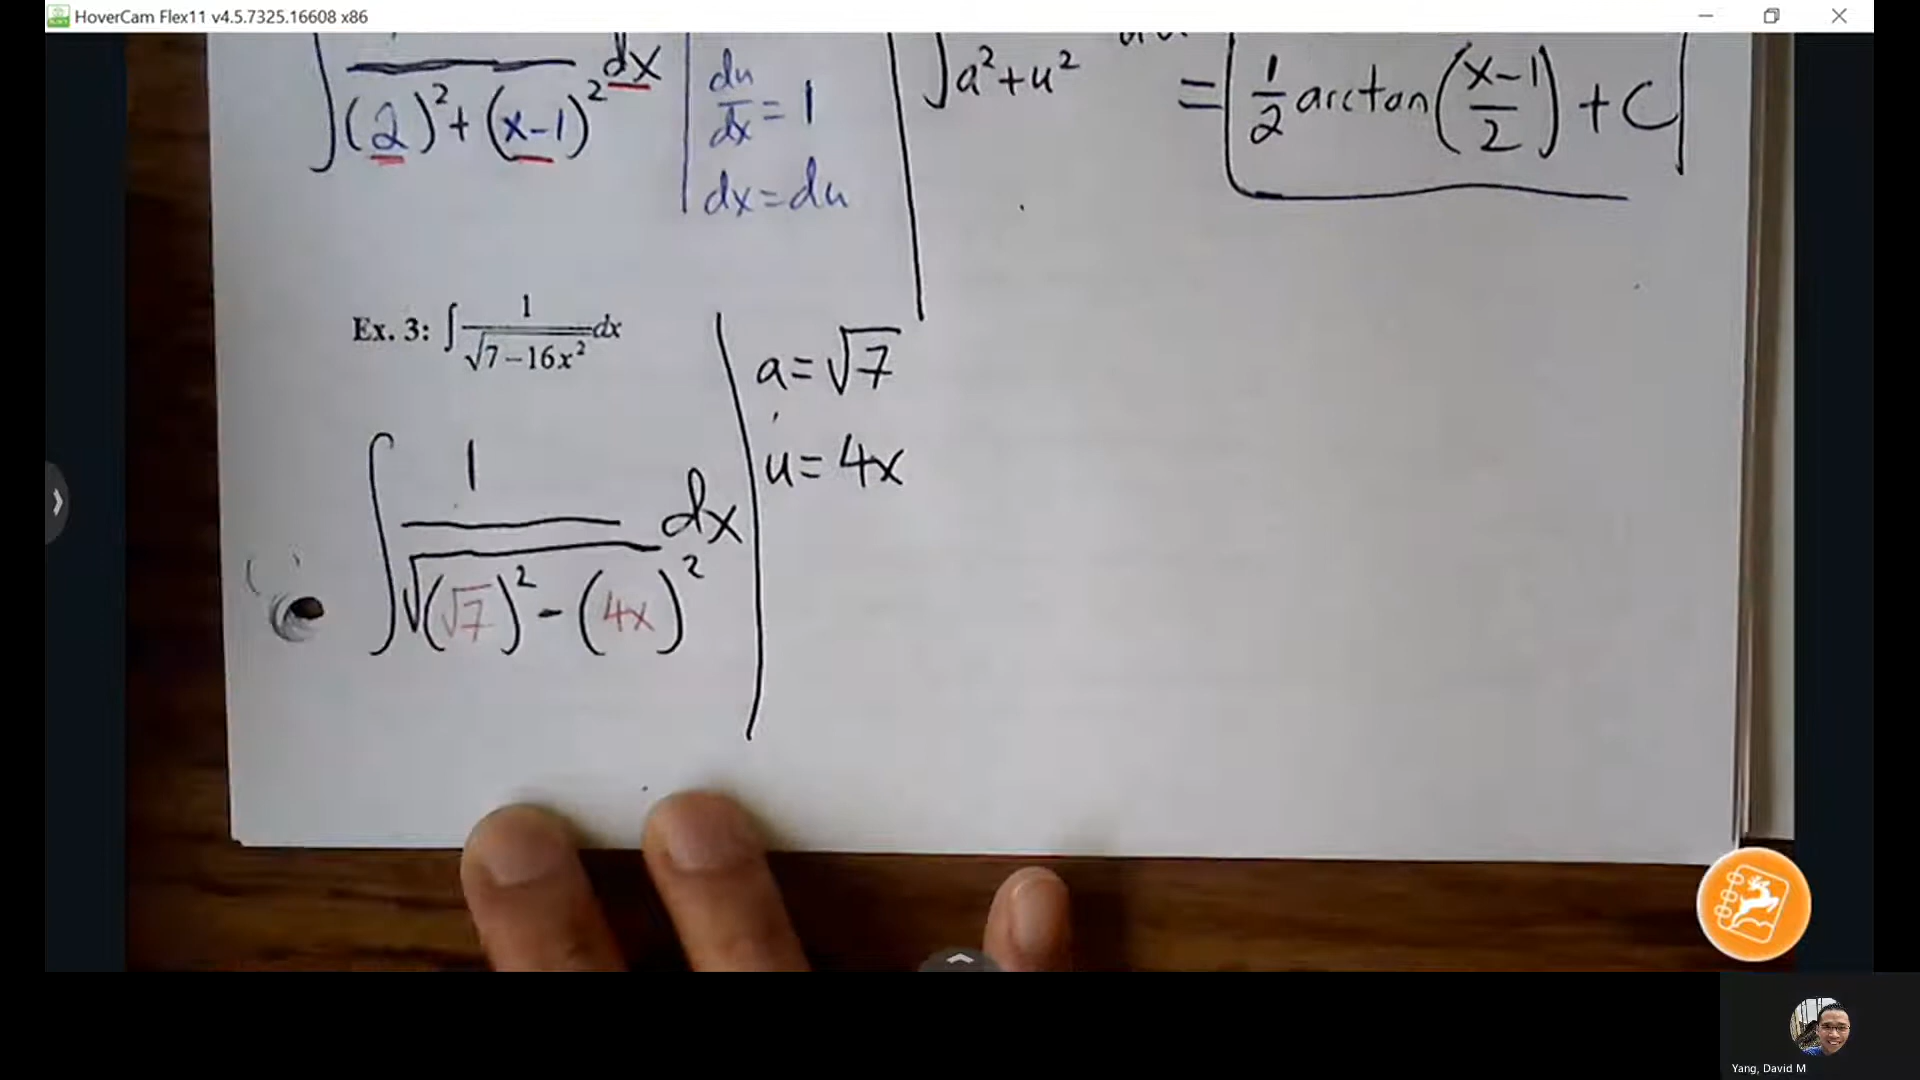 HoverCam Flex11 v4.5.7325.16608 x86
∫ 1/((2)²+(x-1)²) dx
du/dx = 1
dx = du
∫ a²+u²
= 1/2 arctan((x-1)/2) + C
Ex. 3: ∫ 1/√(7-16x²) dx
∫ 1/√((√7)²-(4x)²) dx
a = √7
u = 4x
Yang, David M